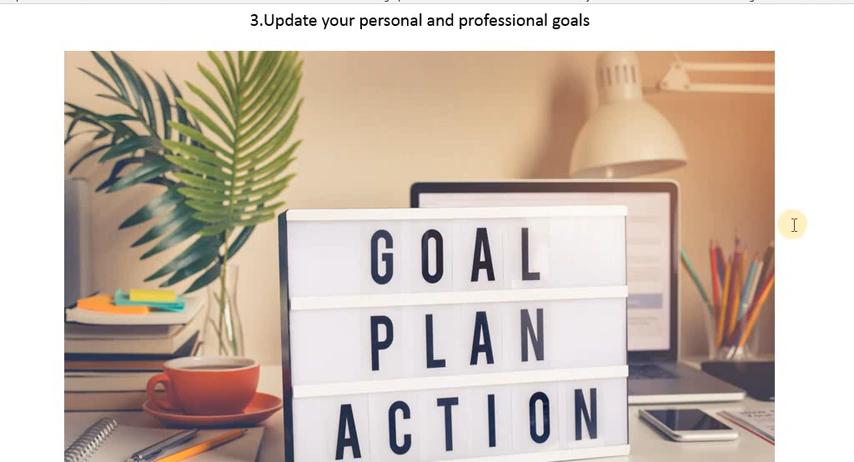 3.Update your personal and professional goals
GOAL
PLAN
ACTION